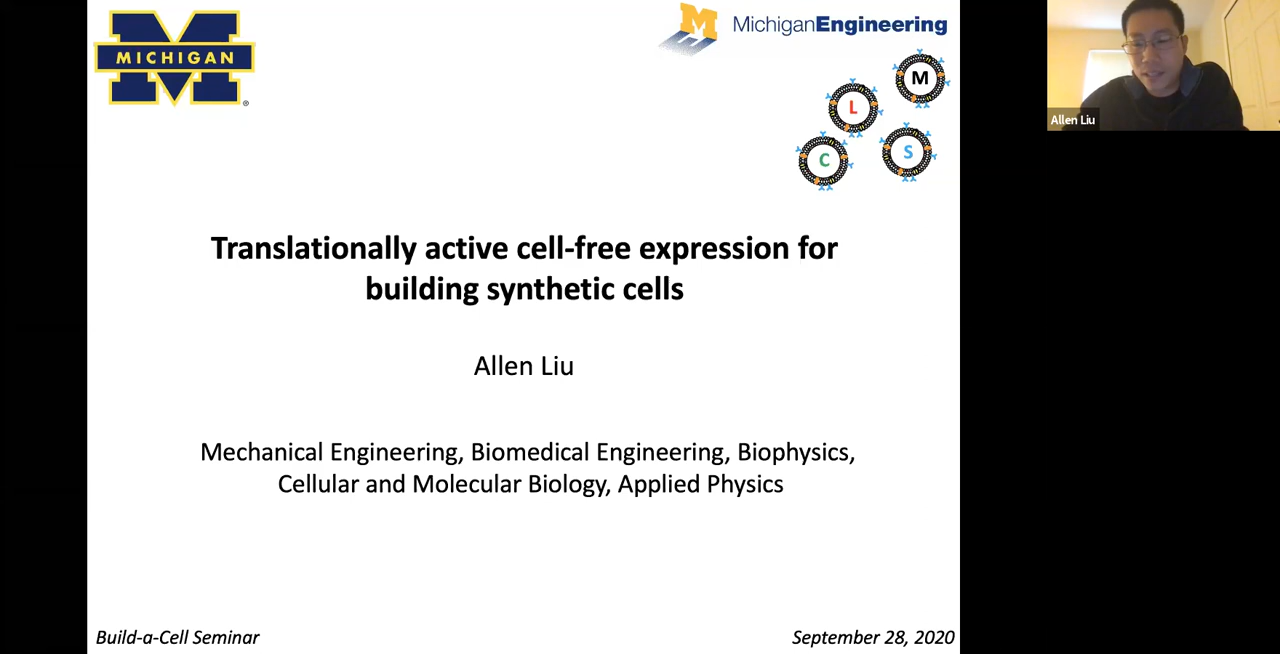 MICHIGAN
®
MichiganEngineering
M
L
S
C
Allen Liu
Translationally active cell-free expression for
building synthetic cells
Allen Liu
Mechanical Engineering, Biomedical Engineering, Biophysics,
Cellular and Molecular Biology, Applied Physics
Build-a-Cell Seminar
September 28, 2020